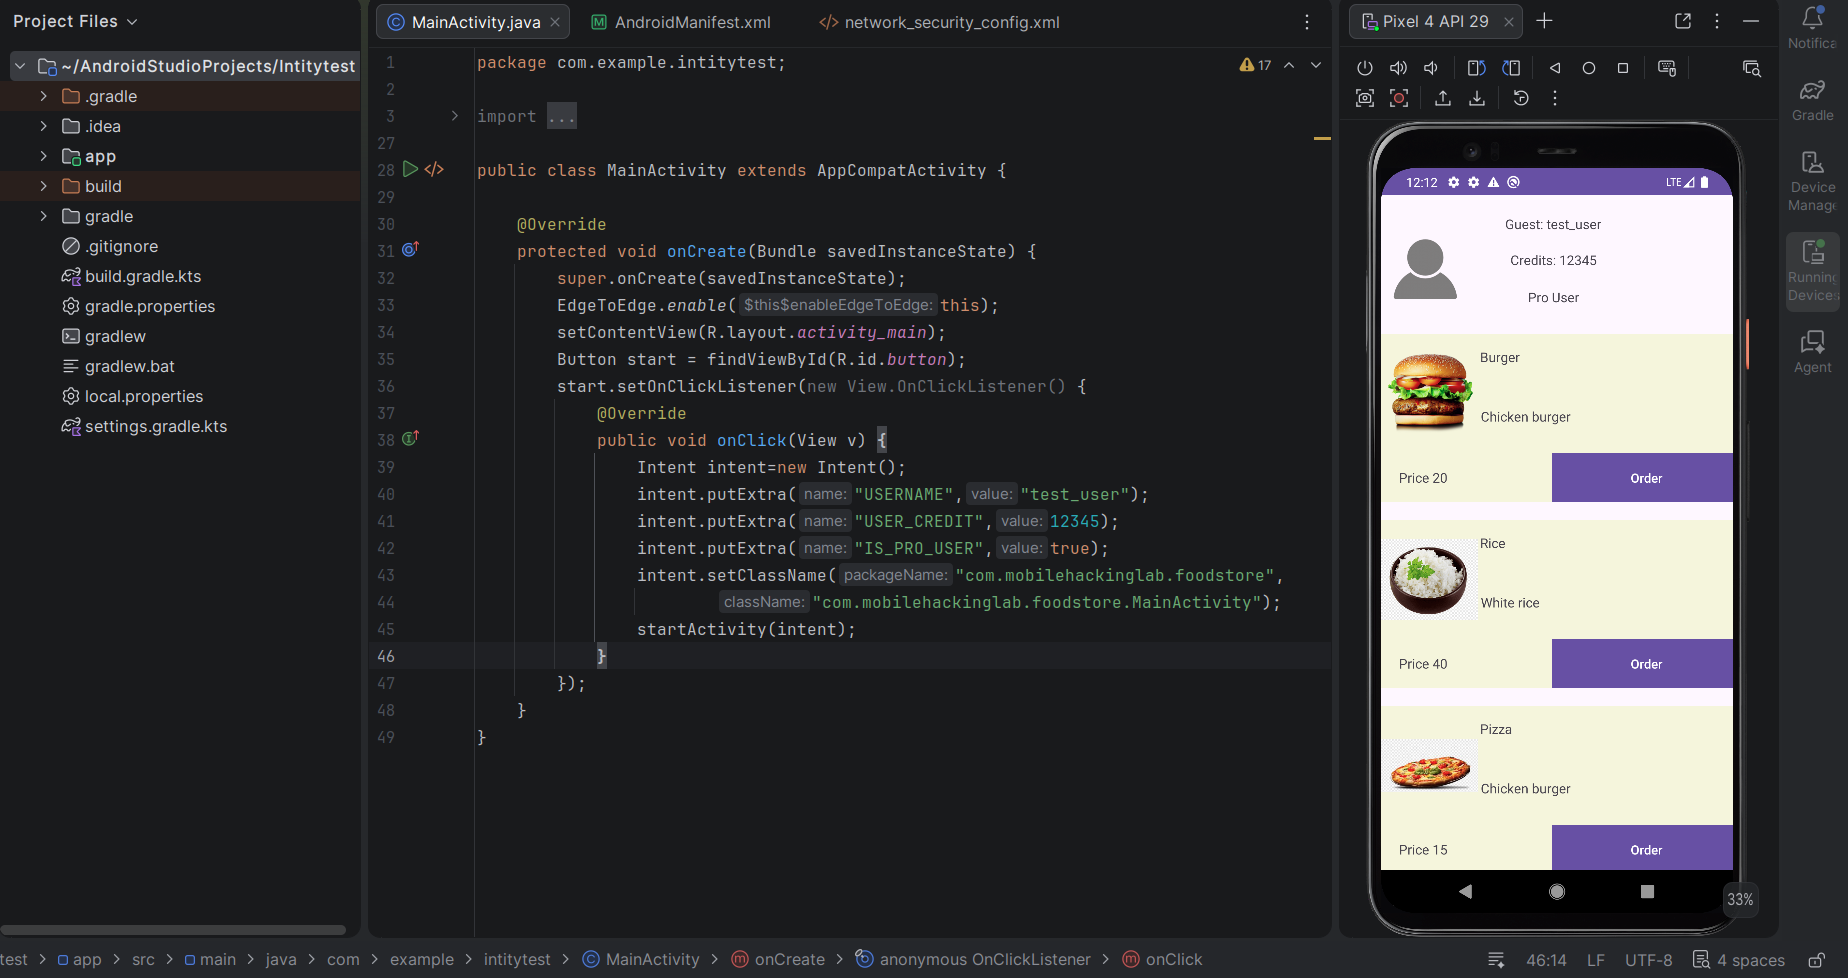 Project Files
~/AndroidStudioProjects/Intitytest
.gradle
.idea
app
build
gradle
.gitignore
build.gradle.kts
gradle.properties
gradlew
gradlew.bat
local.properties
settings.gradle.kts
MainActivity.java
AndroidManifest.xml
network_security_config.xml
17
1 package com.example.intitytest;
2
3 import ...
27
28 public class MainActivity extends AppCompatActivity {
29
30 @Override
31 protected void onCreate(Bundle savedInstanceState) {
32 super.onCreate(savedInstanceState);
33 EdgeToEdge.enable( $this$enableEdgeToEdge: this);
34 setContentView(R.layout.activity_main);
35 Button start = findViewById(R.id.button);
36 start.setOnClickListener(new View.OnClickListener() {
37 @Override
38 public void onClick(View v) {
39 Intent intent=new Intent();
40 intent.putExtra( name: "USERNAME", value: "test_user");
41 intent.putExtra( name: "USER_CREDIT", value: 12345);
42 intent.putExtra( name: "IS_PRO_USER", value: true);
43 intent.setClassName( packageName: "com.mobilehackinglab.foodstore",
44 className: "com.mobilehackinglab.foodstore.MainActivity");
45 startActivity(intent);
46 }
47 });
48 }
49 }
Pixel 4 API 29
12:12
LTE
Guest: test_user
Credits: 12345
Pro User
Burger
Chicken burger
Price 20
Order
Rice
White rice
Price 40
Order
Pizza
Chicken burger
Price 15
Order
33%
Notifica
Gradle
Device
Manage
Running
Devices
Agent
test > app > src > main > java > com > example > intitytest > MainActivity > onCreate > anonymous OnClickListener > onClick
46:14 LF UTF-8 4 spaces